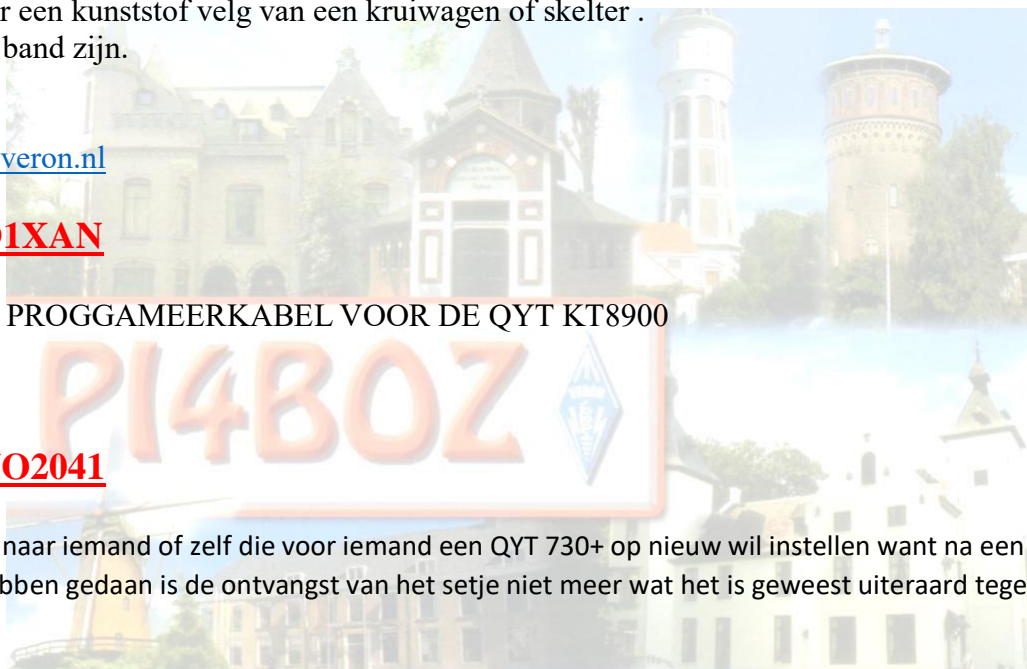 r een kunststof velg van een kruiwagen of skelter .
band zijn.
veron.nl
1XAN
PROGGAMEERKABEL VOOR DE QYT KT8900
PI4BOZ
O2041
naar iemand of zelf die voor iemand een QYT 730+ op nieuw wil instellen want na een
bben gedaan is de ontvangst van het setje niet meer wat het is geweest uiteraard tege